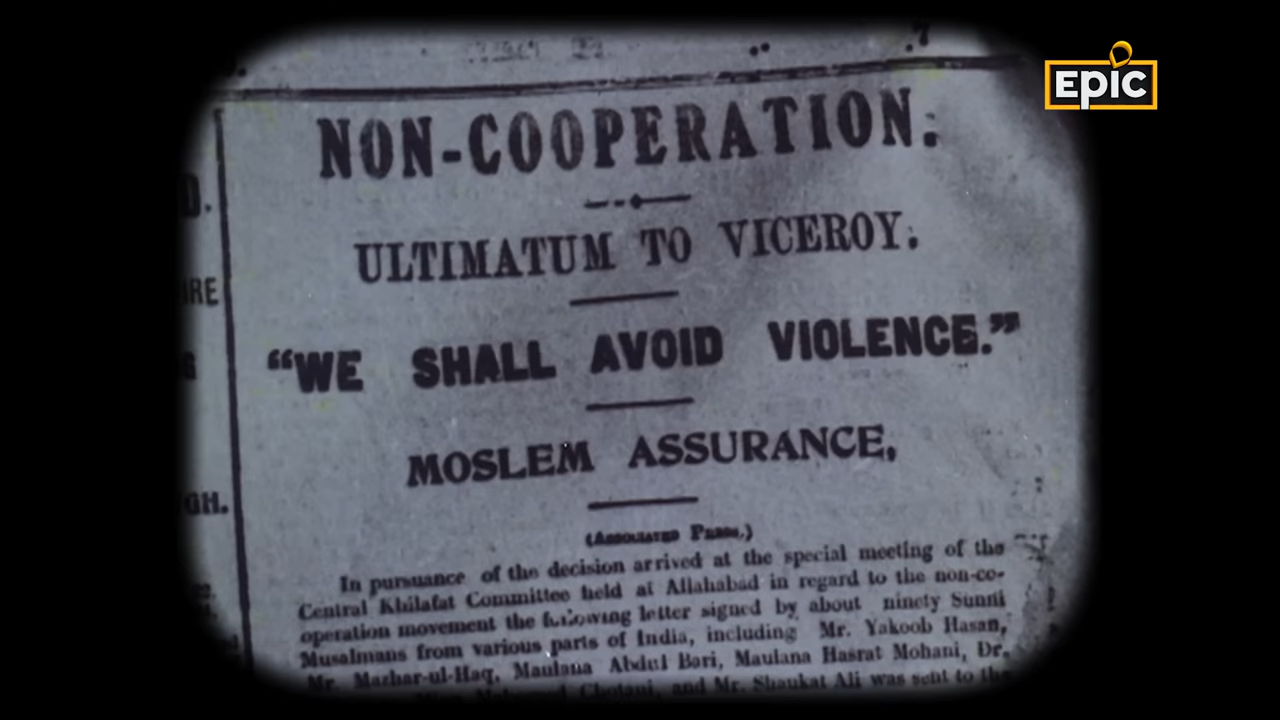 EPIC
NON-COOPERATION.
ULTIMATUM TO VICEROY.
“WE SHALL AVOID VIOLENCE.”
MOSLEM ASSURANCE.
(Associated Press.)
In pursuance of the decision arrived at the special meeting of the
Central Khilafat Committee held at Allahabad in regard to the non-co-
operation movement the following letter signed by about ninety Sunni
Musalmans from various parts of India, including Mr. Yakoob Hasan,
Mr. Mazhar-ul-Haq, Maulana Abdul Bari, Maulana Hasrat Mohani, Dr.
Chotani, and Mr. Shaukat Ali was sent to the
D.
IRE
G
GH.